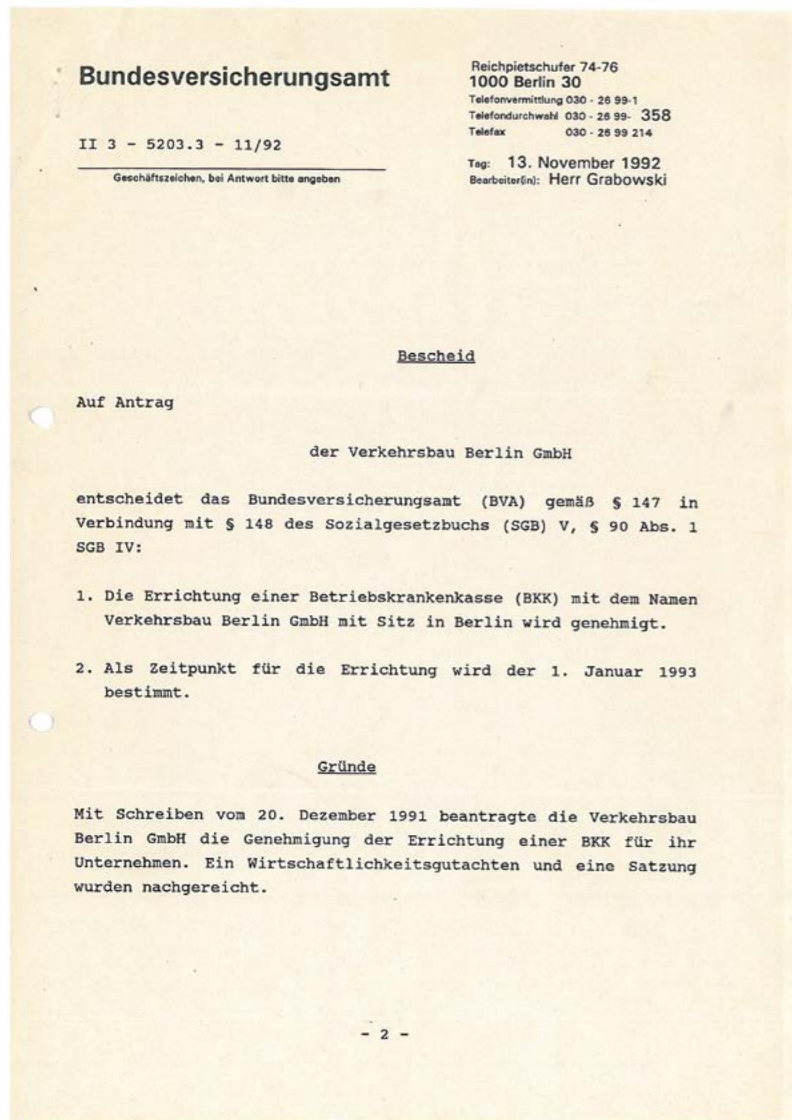 Bundesversicherungsamt
II 3 - 5203.3 - 11/92
Geschäftszeichen, bei Antwort bitte angeben
Reichpietschufer 74-76
1000 Berlin 30
Telefonvermittlung 030 - 26 99-1
Telefondurchwahl 030 - 26 99- 358
Telefax 030 - 26 99 214
Tag: 13. November 1992
Bearbeiter(in): Herr Grabowski
Bescheid
Auf Antrag
der Verkehrsbau Berlin GmbH
entscheidet das Bundesversicherungsamt (BVA) gemäß § 147 in
Verbindung mit § 148 des Sozialgesetzbuchs (SGB) V, § 90 Abs. 1
SGB IV:
1. Die Errichtung einer Betriebskrankenkasse (BKK) mit dem Namen
Verkehrsbau Berlin GmbH mit Sitz in Berlin wird genehmigt.
2. Als Zeitpunkt für die Errichtung wird der 1. Januar 1993
bestimmt.
Gründe
Mit Schreiben vom 20. Dezember 1991 beantragte die Verkehrsbau
Berlin GmbH die Genehmigung der Errichtung einer BKK für ihr
Unternehmen. Ein Wirtschaftlichkeitsgutachten und eine Satzung
wurden nachgereicht.
- 2 -